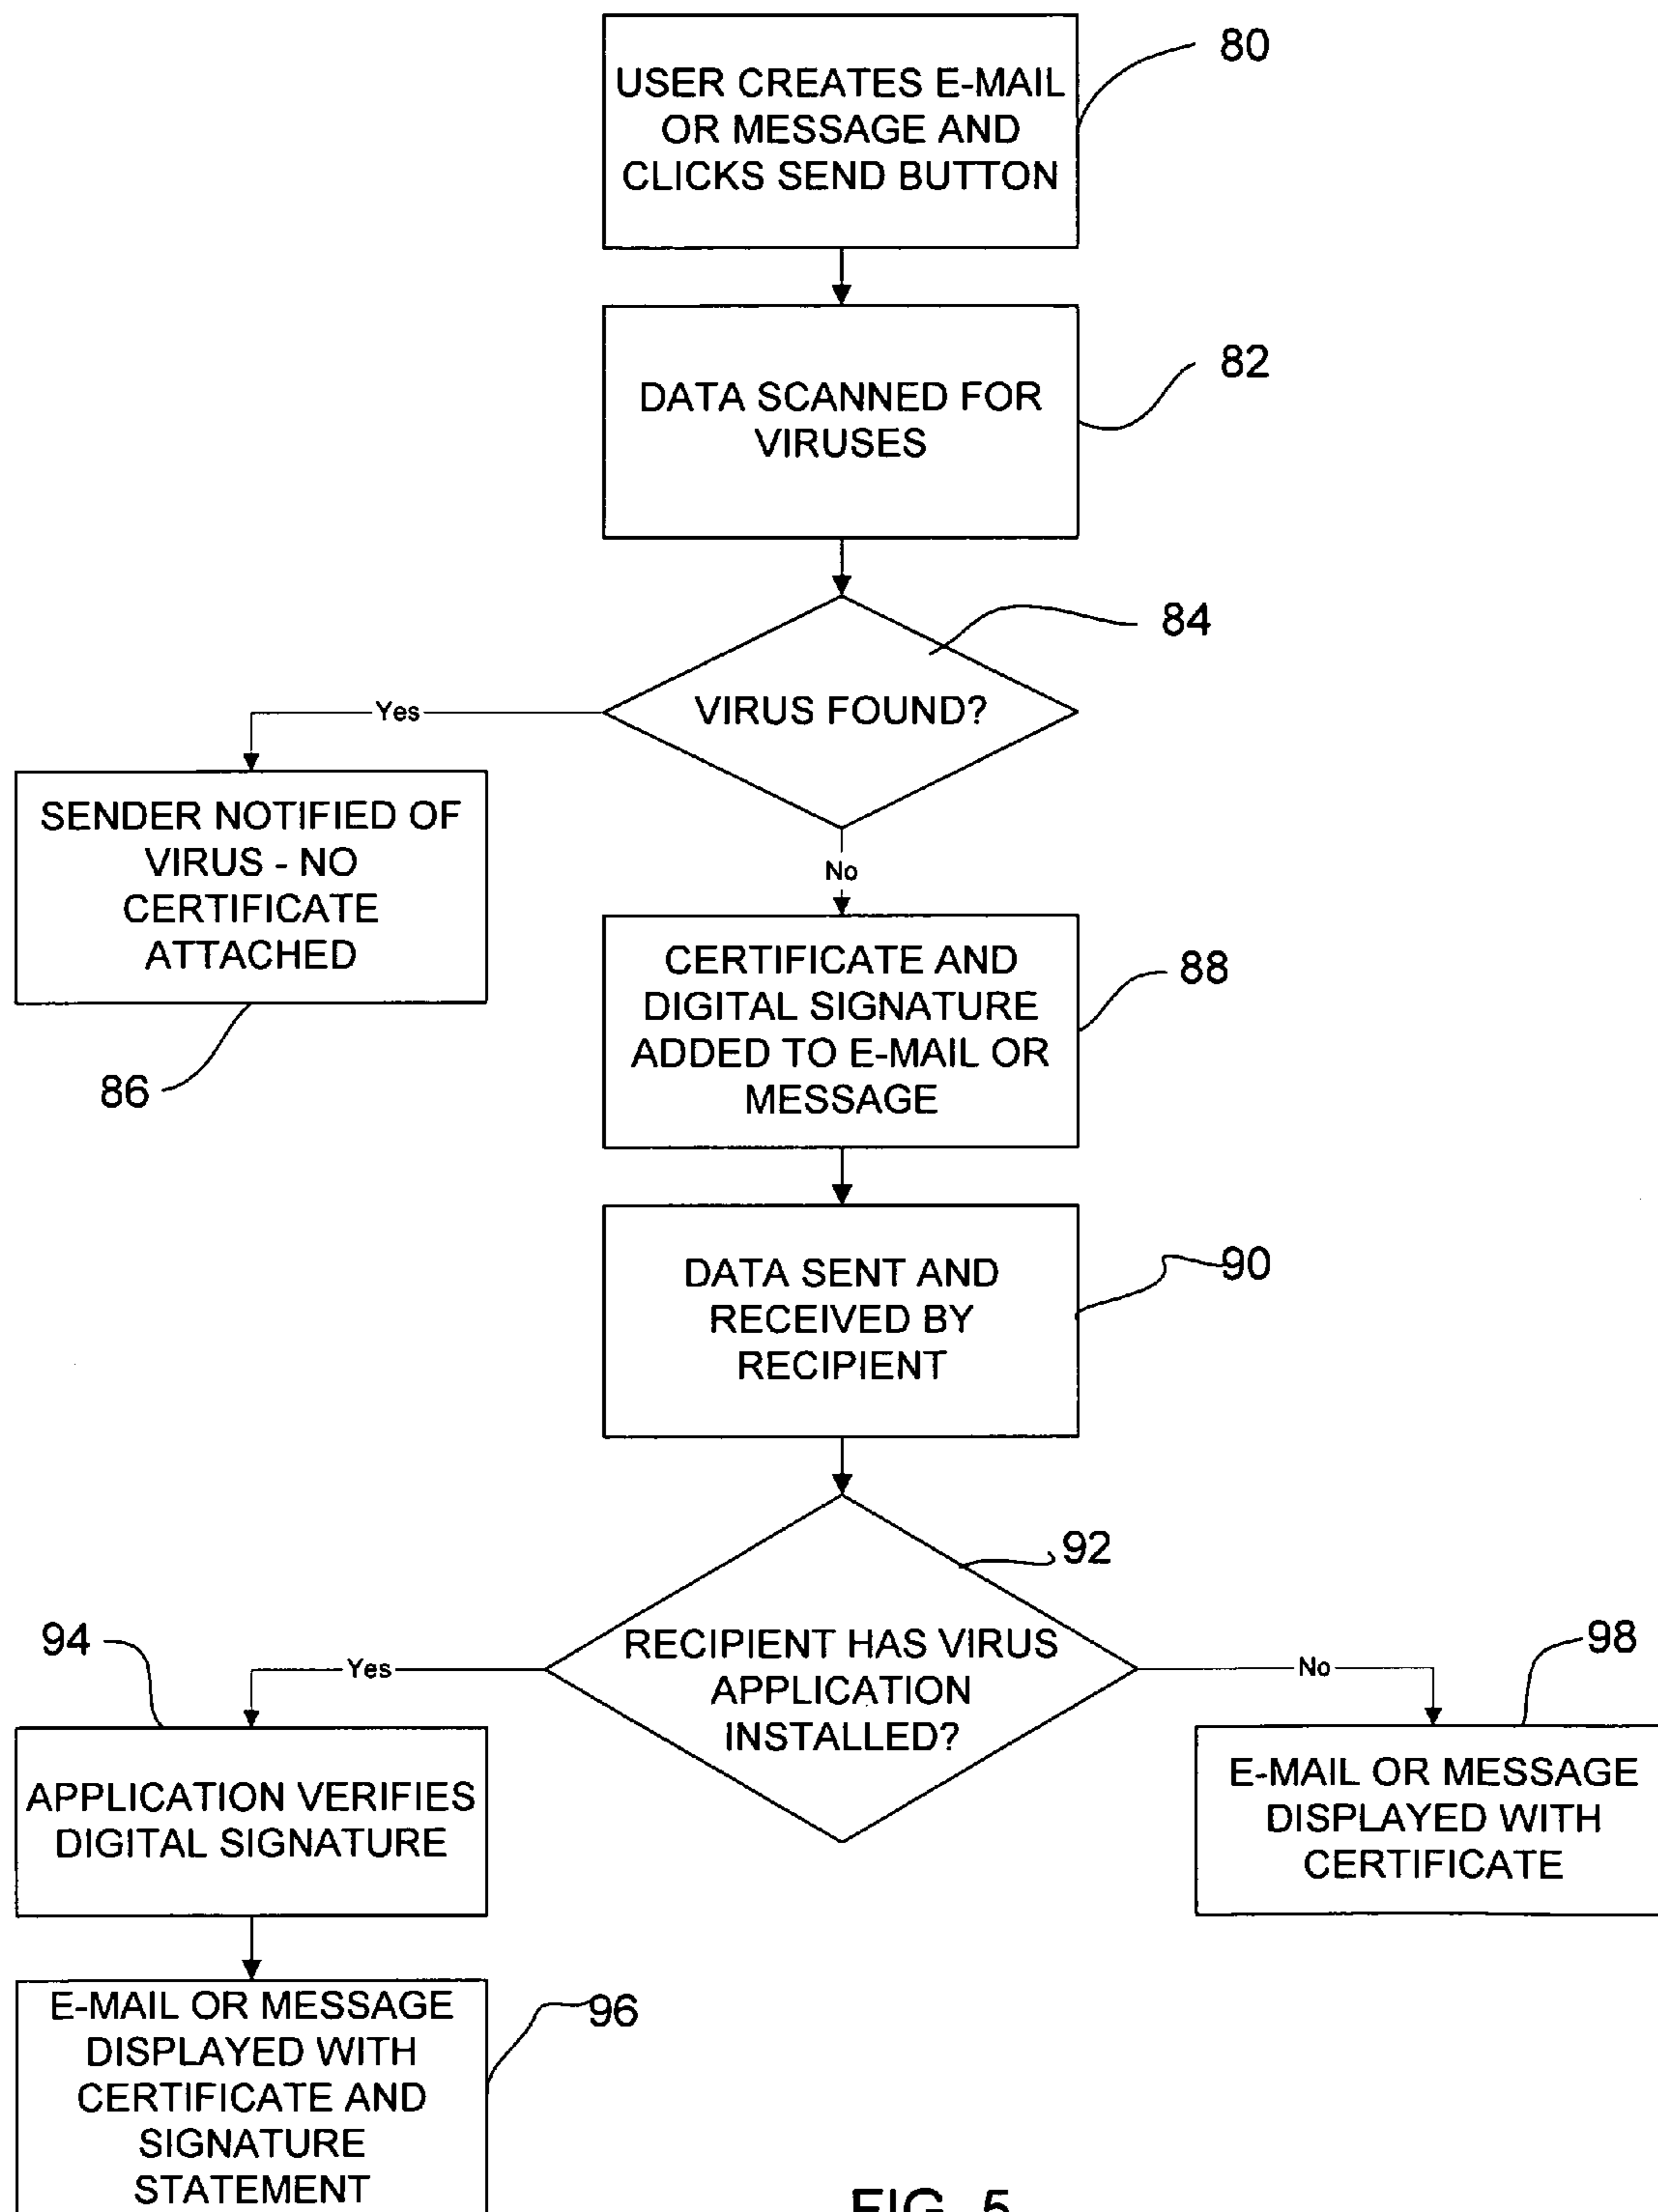 80
USER CREATES E-MAIL
OR MESSAGE AND
CLICKS SEND BUTTON
82
DATA SCANNED FOR
VIRUSES
84
VIRUS FOUND?
Yes
SENDER NOTIFIED OF
VIRUS - NO
CERTIFICATE
ATTACHED
86
No
CERTIFICATE AND
DIGITAL SIGNATURE
ADDED TO E-MAIL OR
MESSAGE
88
DATA SENT AND
RECEIVED BY
RECIPIENT
90
92
RECIPIENT HAS VIRUS
APPLICATION
INSTALLED?
94
Yes
No
98
APPLICATION VERIFIES
DIGITAL SIGNATURE
E-MAIL OR MESSAGE
DISPLAYED WITH
CERTIFICATE
E-MAIL OR MESSAGE
DISPLAYED WITH
CERTIFICATE AND
SIGNATURE
STATEMENT
96
FIG. 5